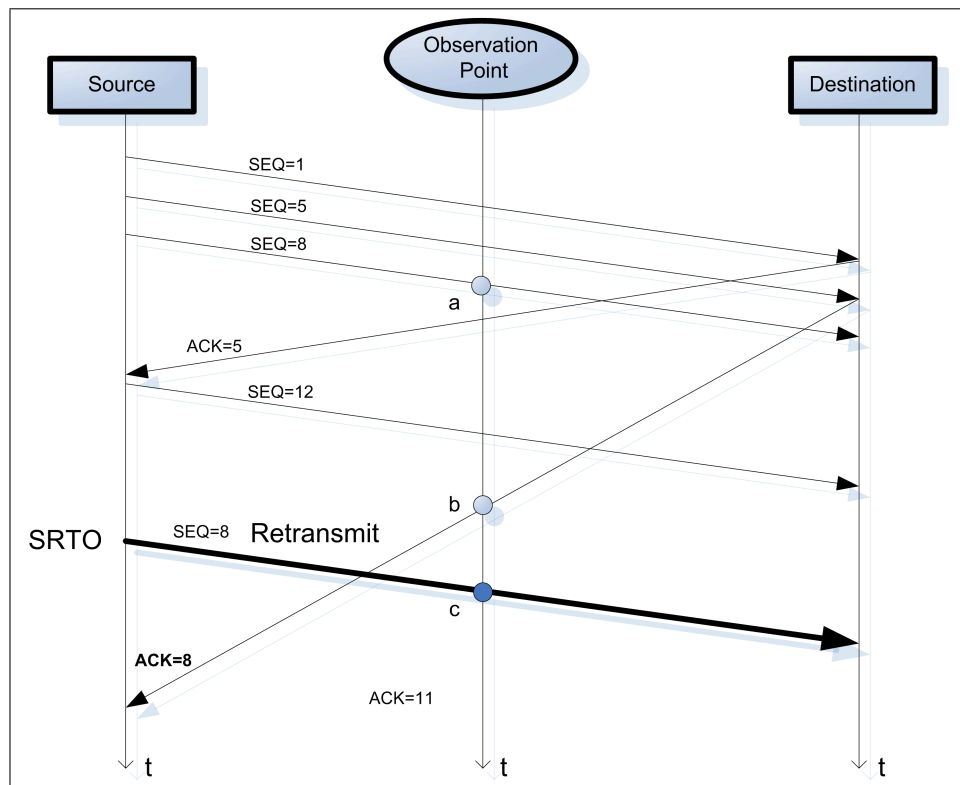 Source
Observation
Point
Destination
SEQ=1
SEQ=5
SEQ=8
a
ACK=5
SEQ=12
b
SRTO
SEQ=8
Retransmit
c
ACK=8
ACK=11
t
t
t